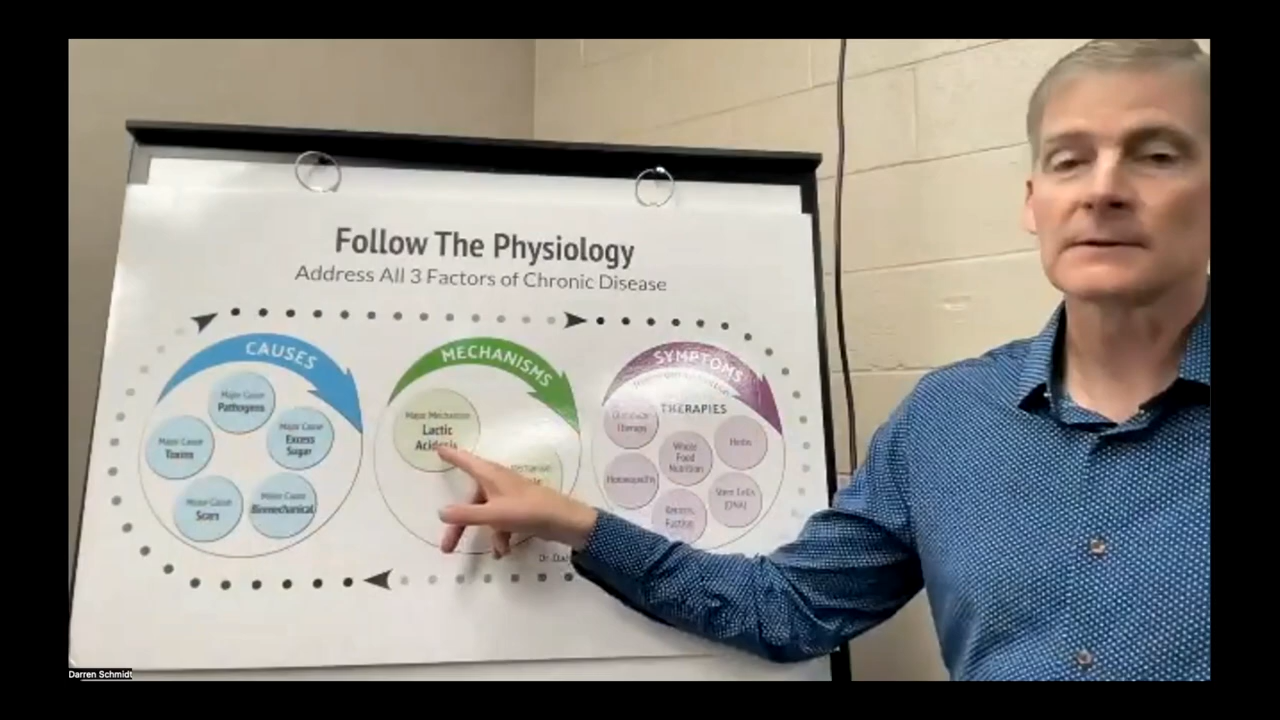 Follow The Physiology
Address All 3 Factors of Chronic Disease
CAUSES
Major Cause
Pathogens
Major Cause
Toxins
Major Cause
Excess
Sugar
Major Cause
Scars
Major Cause
Biomechanical
MECHANISMS
Major Mechanism
Lactic
Acidosis
SYMPTOMS
THERAPIES
Therapy
Whole
Food
Nutrition
Herbs
Homeopathy
Stem Cells
(DNA)
Dr.
Darren Schmidt